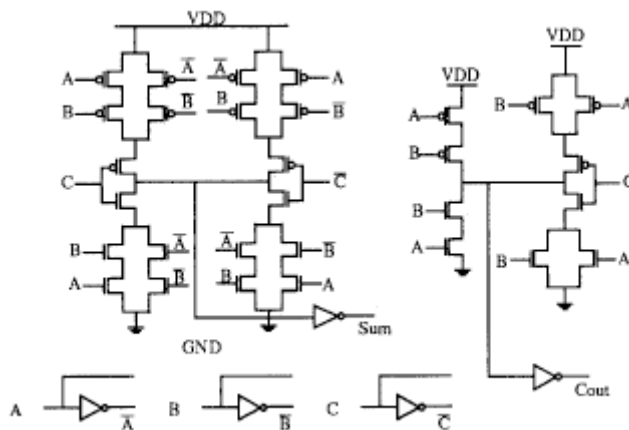 VDD
A A̅ A̅ A
B B̅ B B̅
C C̅
B A̅ A̅ B̅
A B̅ B A
GND
Sum
VDD
VDD
A B A
B
C
B
A B A
Cout
A A̅ B B̅ C C̅